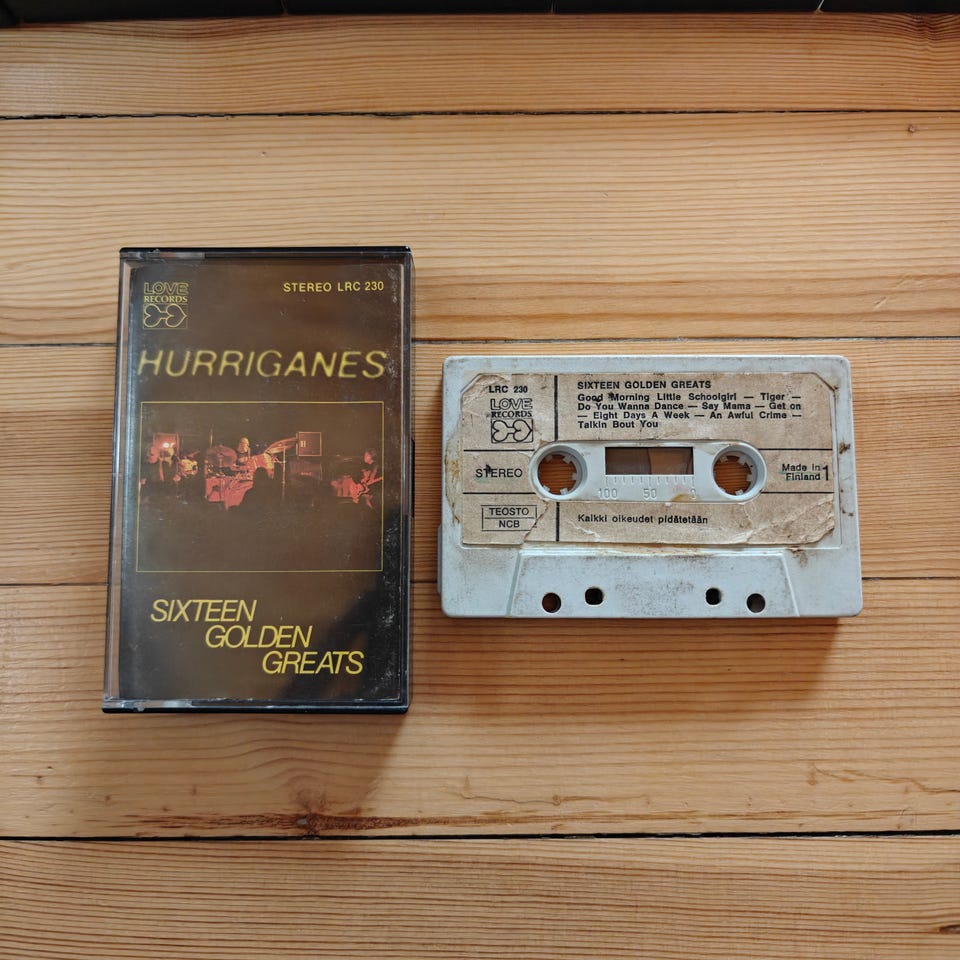 LOVE
RECORDS
STEREO LRC 230
HURRIGANES
SIXTEEN
GOLDEN
GREATS
LRC 230
LOVE
RECORDS
STEREO
TEOSTO
NCB
SIXTEEN GOLDEN GREATS
Good Morning Little Schoolgirl — Tiger —
Do You Wanna Dance — Say Mama — Get on
— Eight Days A Week — An Awful Crime —
Talkin Bout You
100 50 0
Made in
Finland 1
Kaikki oikeudet pidätetään